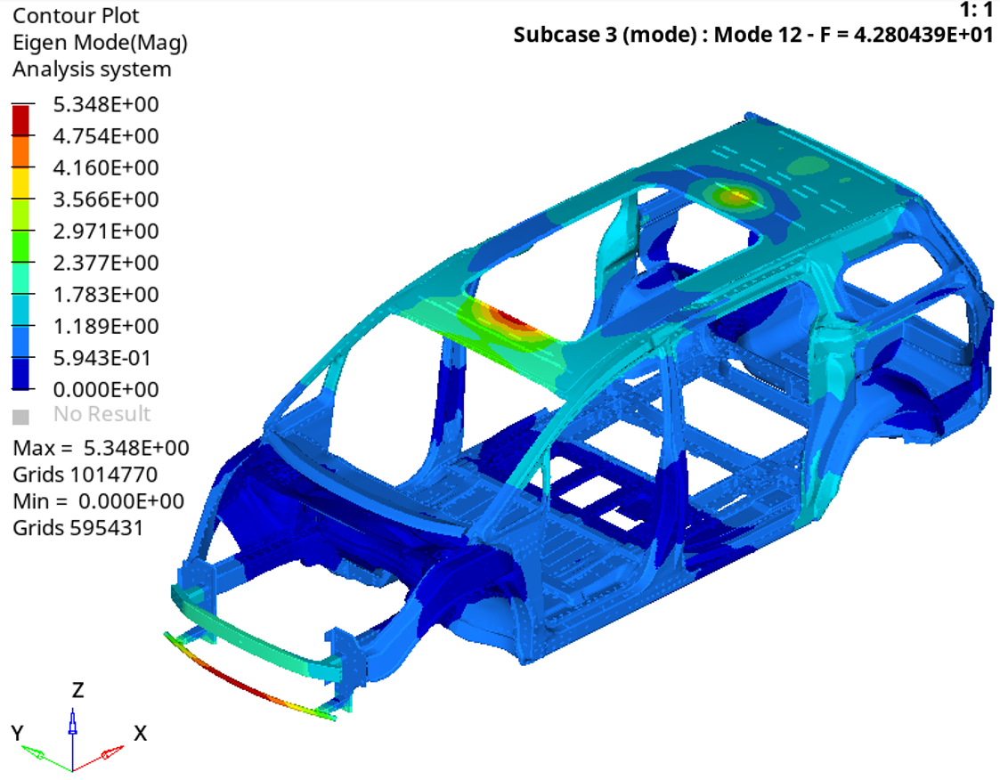 Contour Plot
Eigen Mode(Mag)
Analysis system
1: 1
Subcase 3 (mode) : Mode 12 - F = 4.280439E+01
5.348E+00
4.754E+00
4.160E+00
3.566E+00
2.971E+00
2.377E+00
1.783E+00
1.189E+00
5.943E-01
0.000E+00
No Result
Max = 5.348E+00
Grids 1014770
Min = 0.000E+00
Grids 595431
Z
Y
X